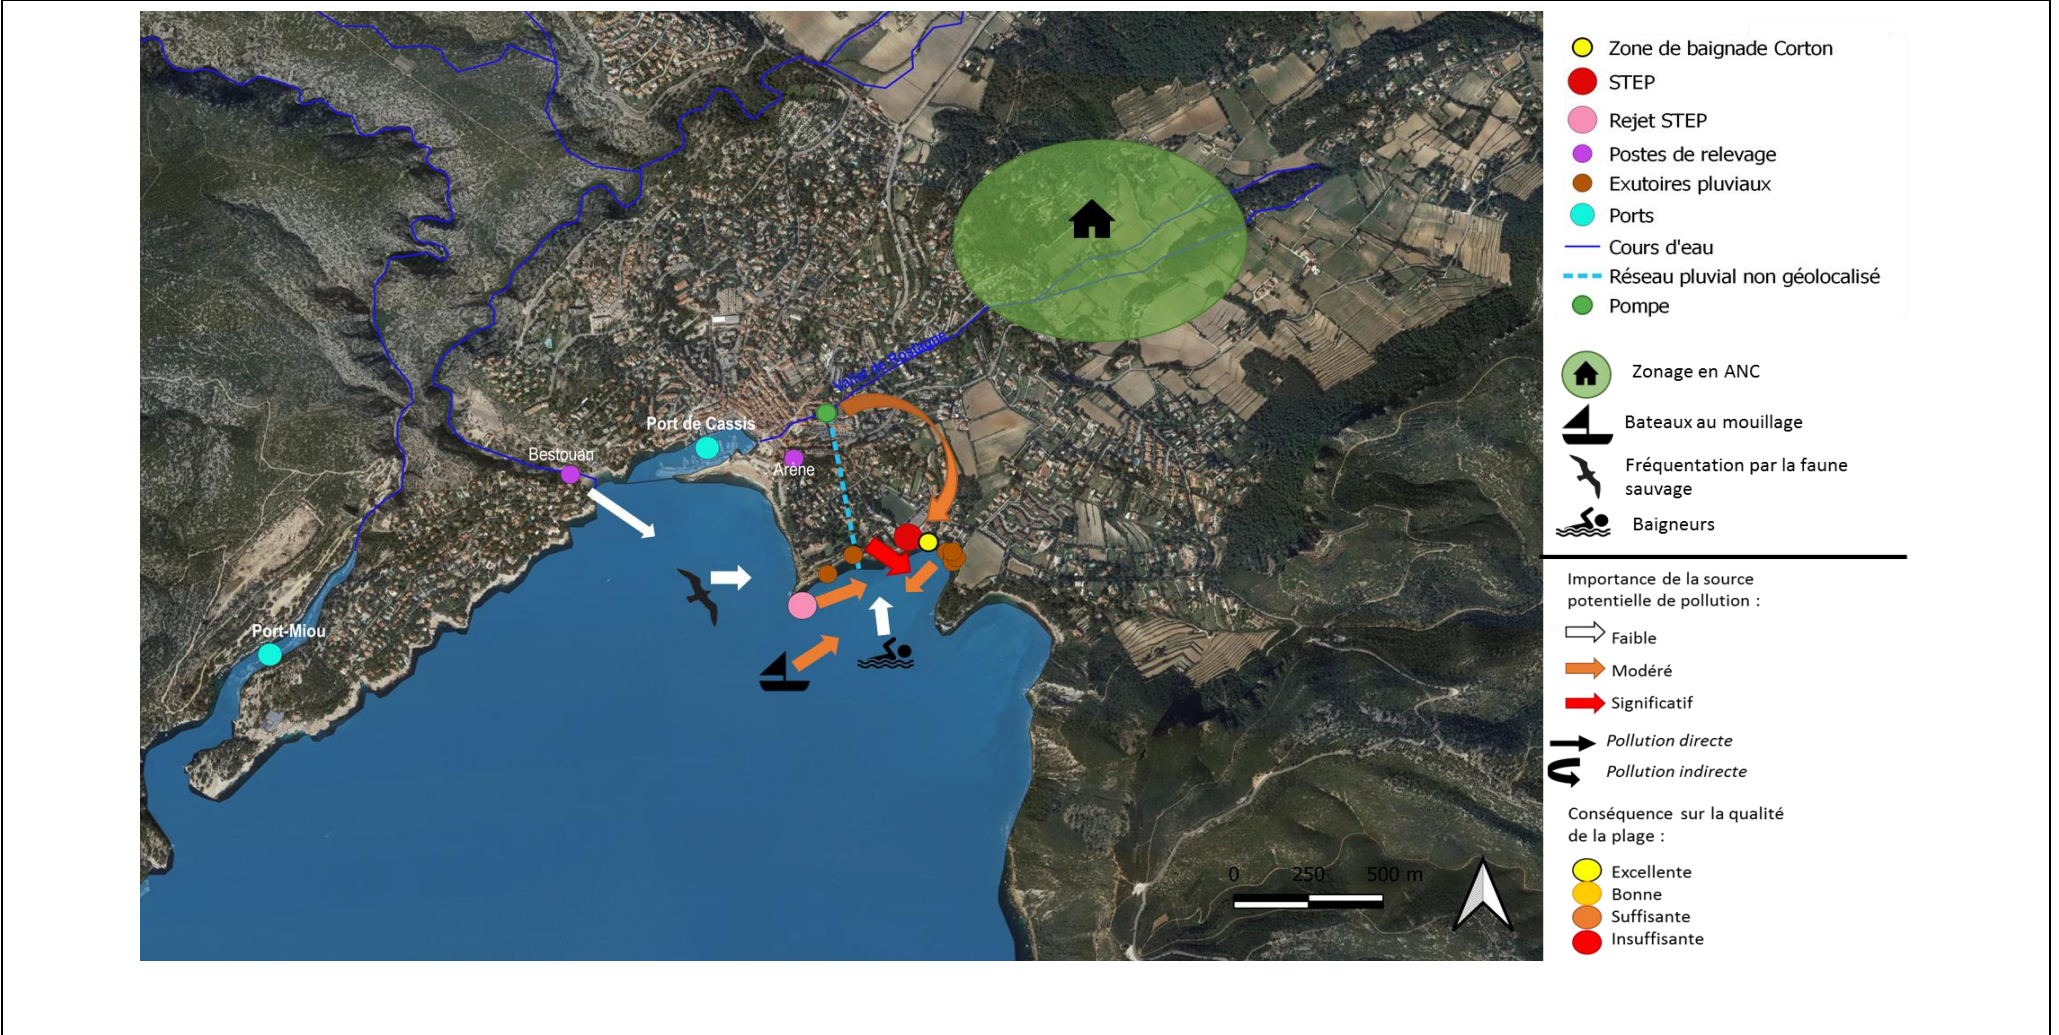 Vallat de Rostagne
Port de Cassis
Bestouan
Arène
Port-Miou
0 250 500 m
Zone de baignade Corton
STEP
Rejet STEP
Postes de relevage
Exutoires pluviaux
Ports
Cours d'eau
Réseau pluvial non géolocalisé
Pompe
Zonage en ANC
Bateaux au mouillage
Fréquentation par la faune
sauvage
Baigneurs
Importance de la source
potentielle de pollution :
Faible
Modéré
Significatif
Pollution directe
Pollution indirecte
Conséquence sur la qualité
de la plage :
Excellente
Bonne
Suffisante
Insuffisante